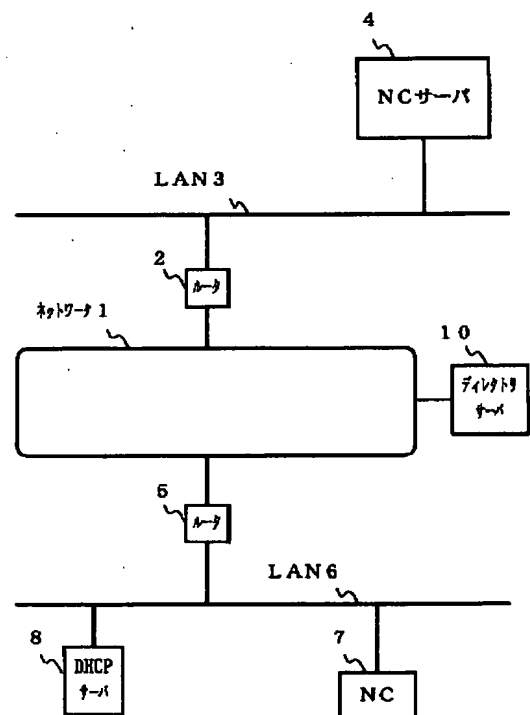 4
NCサーバ
LAN3
2
ルータ
ネットワーク1
10
ディレクトリ
サーバ
5
ルータ
LAN6
8
DHCP
サーバ
7
NC